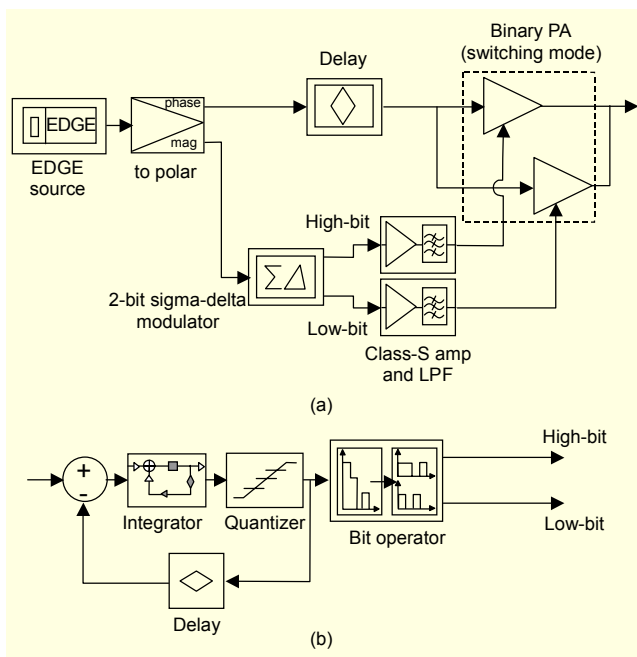 Binary PA
(switching mode)
Delay
EDGE
phase
mag
EDGE
source
to polar
High-bit
ΣΔ
2-bit sigma-delta
modulator
Low-bit
Class-S amp
and LPF
(a)
High-bit
+
-
Integrator
Quantizer
Low-bit
Bit operator
Delay
(b)